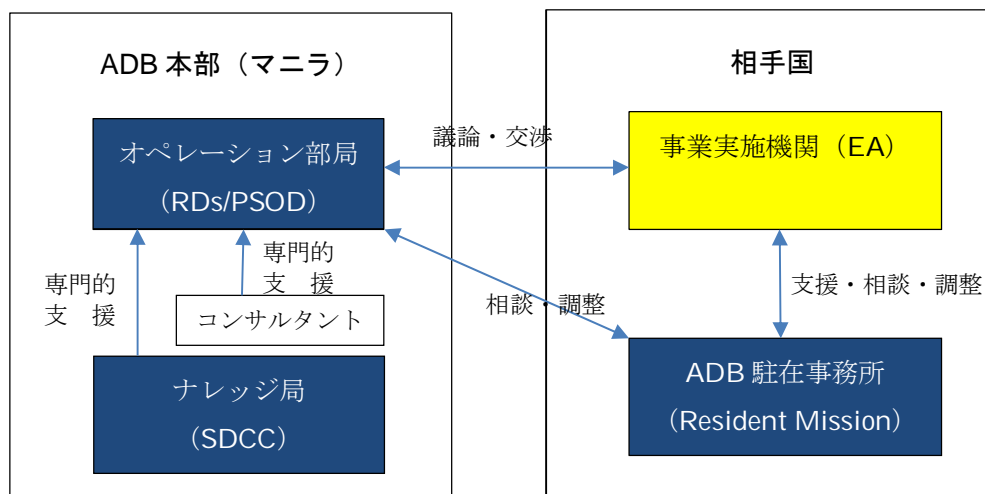 ADB 本部（マニラ）
オペレーション部局
（RDs/PSOD）
専門的
支　援
専門的
支　援
コンサルタント
ナレッジ局
（SDCC）
議論・交渉
相談・調整
相手国
事業実施機関（EA）
支援・相談・調整
ADB 駐在事務所
（Resident Mission）